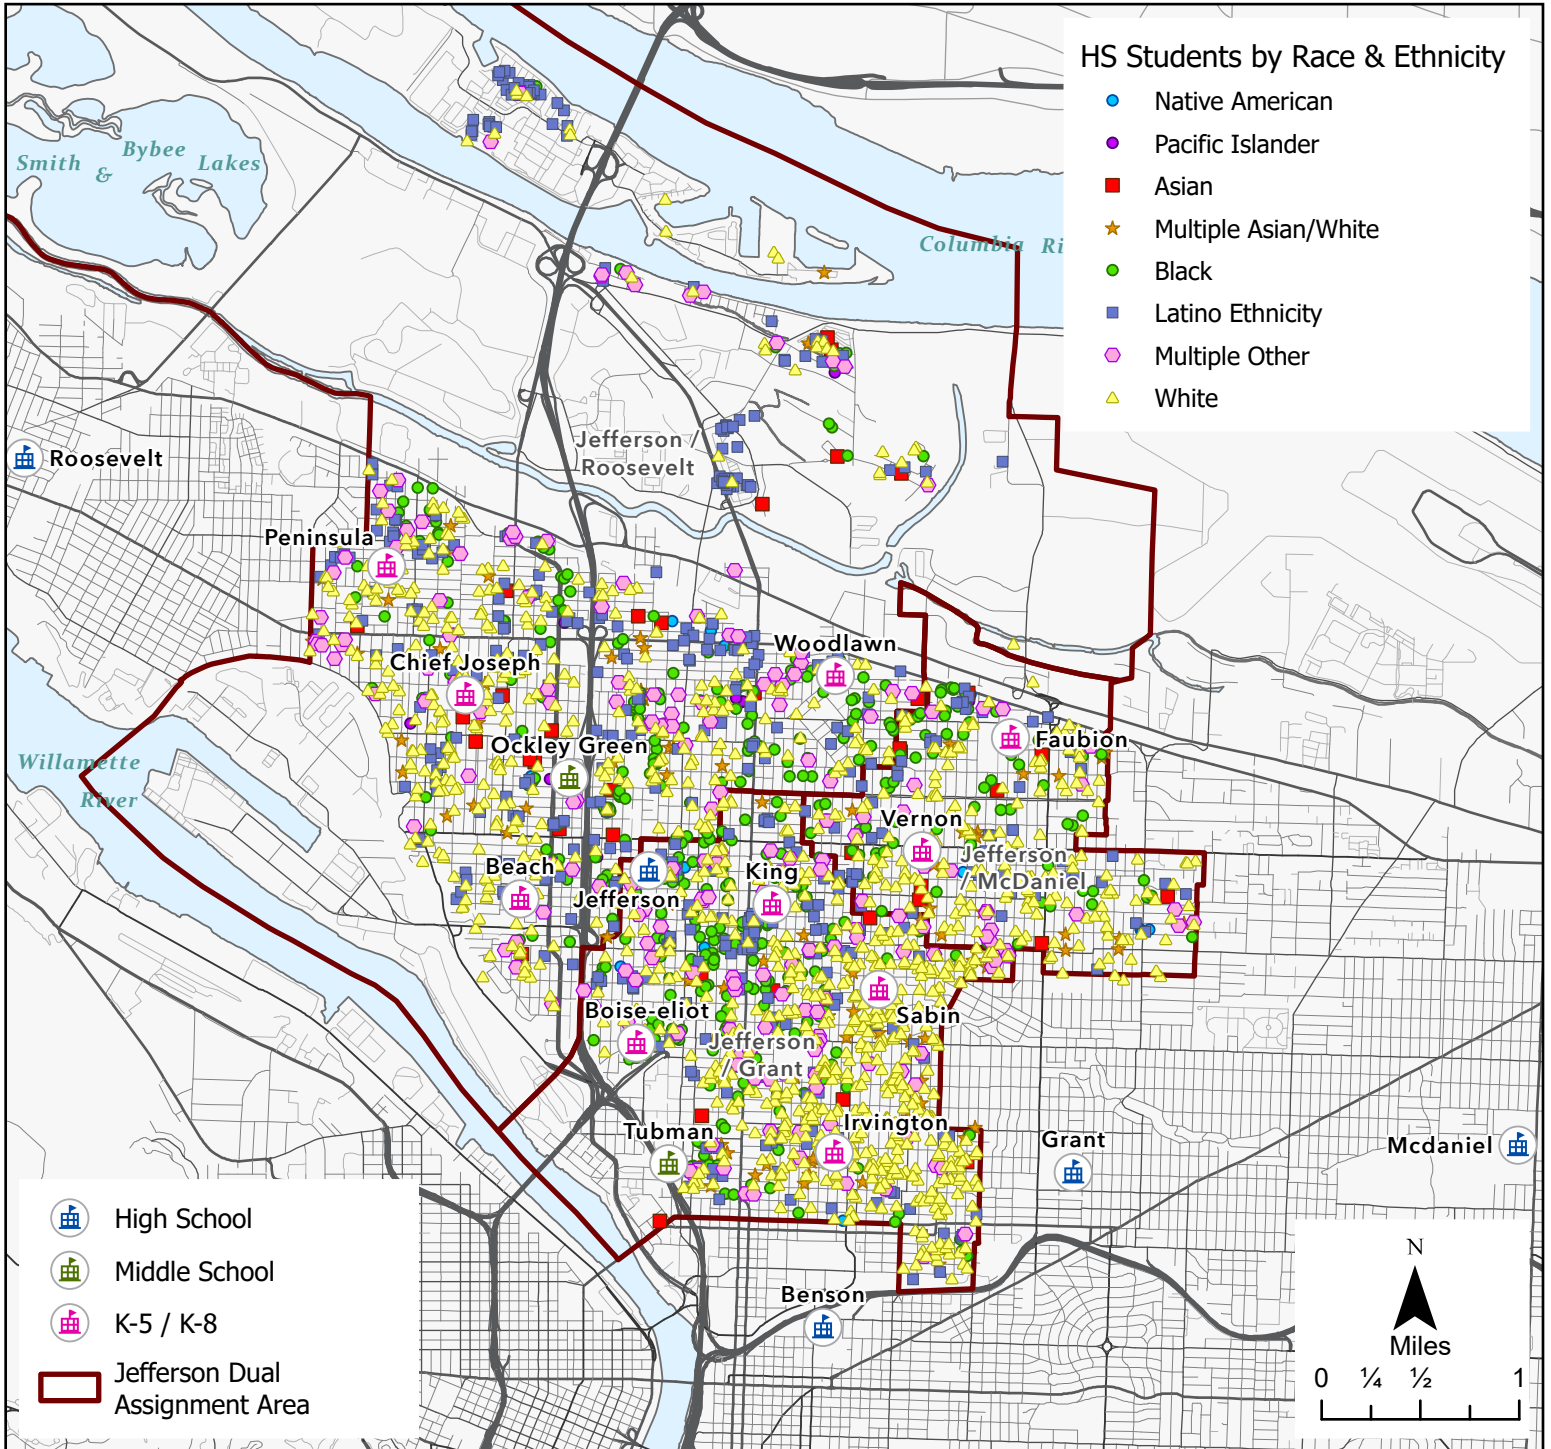 HS Students by Race & Ethnicity
Native American
Pacific Islander
Asian
Multiple Asian/White
Black
Latino Ethnicity
Multiple Other
White
Smith & Bybee Lakes
Columbia Ri
Jefferson /
Roosevelt
Roosevelt
Peninsula
Woodlawn
Chief Joseph
Ockley Green
Faubion
Willamette
River
Vernon
Jefferson
/ McDaniel
Beach
King
Jefferson
Boise-eliot
Sabin
Jefferson
/ Grant
Tubman
Irvington
Grant
Mcdaniel
Benson
High School
Middle School
K-5 / K-8
Jefferson Dual
Assignment Area
N
Miles
0 ¼ ½ 1